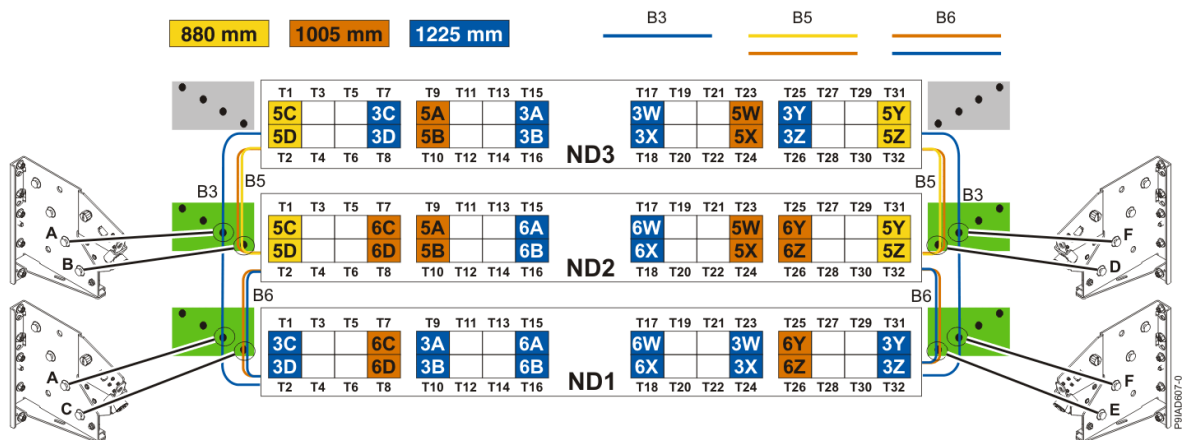 880 mm 1005 mm 1225 mm B3 B5 B6
T1 T3 T5 T7 T9 T11 T13 T15 T17 T19 T21 T23 T25 T27 T29 T31
5C 3C 5A 3A 3W 5W 3Y 5Y
5D 3D 5B 3B 3X 5X 3Z 5Z
T2 T4 T6 T8 T10 T12 T14 T16 ND3 T18 T20 T22 T24 T26 T28 T30 T32
B3 B5 B5 B3
T1 T3 T5 T7 T9 T11 T13 T15 T17 T19 T21 T23 T25 T27 T29 T31
A 5C 6C 5A 6A 6W 5W 6Y 5Y F
B 5D 6D 5B 6B 6X 5X 6Z 5Z D
T2 T4 T6 T8 T10 T12 T14 T16 ND2 T18 T20 T22 T24 T26 T28 T30 T32
B6 B6
T1 T3 T5 T7 T9 T11 T13 T15 T17 T19 T21 T23 T25 T27 T29 T31
3C 6C 3A 6A 6W 3W 6Y 3Y
3D 6D 3B 6B 6X 3X 6Z 3Z
A F
T2 T4 T6 T8 T10 T12 T14 T16 ND1 T18 T20 T22 T24 T26 T28 T30 T32
C E
P9IAD607-0